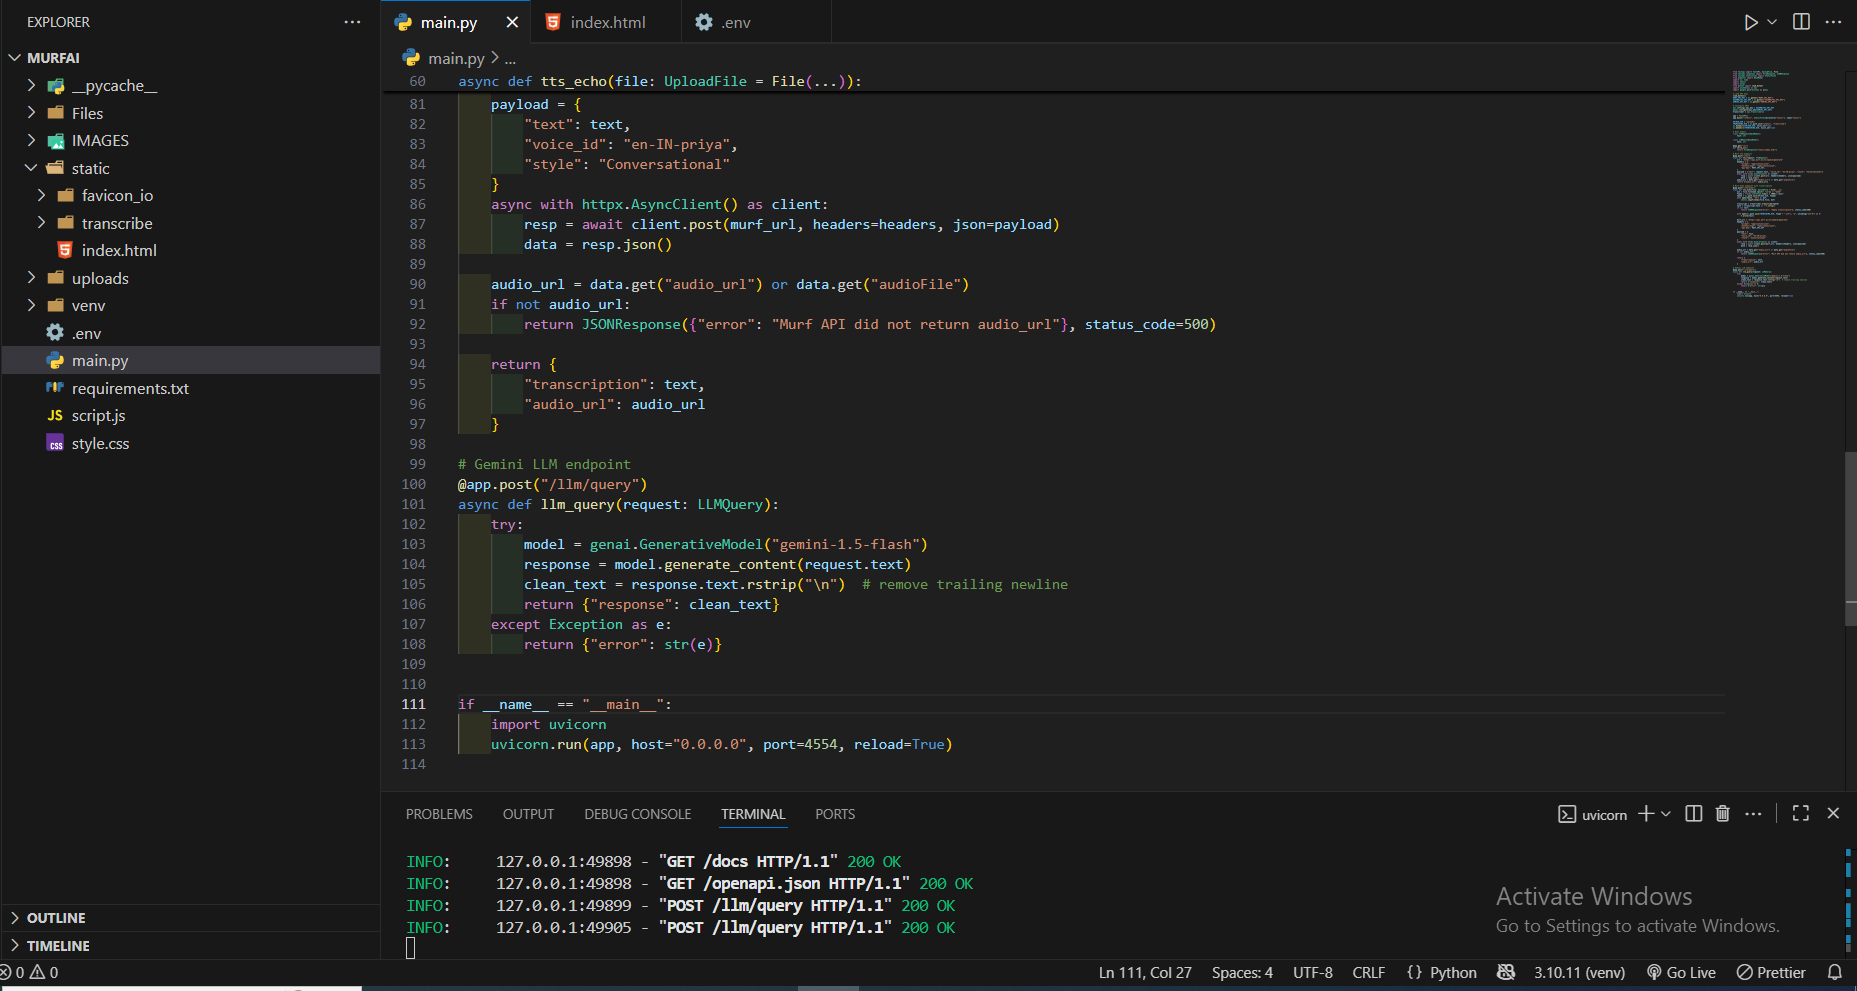 EXPLORER
MURFAI
__pycache__
Files
IMAGES
static
favicon_io
transcribe
index.html
uploads
venv
.env
main.py
requirements.txt
JS script.js
css style.css
OUTLINE
TIMELINE
main.py
index.html
.env
main.py > ...
60 async def tts_echo(file: UploadFile = File(...)):
81 payload = {
82 "text": text,
83 "voice_id": "en-IN-priya",
84 "style": "Conversational"
85 }
86 async with httpx.AsyncClient() as client:
87 resp = await client.post(murf_url, headers=headers, json=payload)
88 data = resp.json()
89
90 audio_url = data.get("audio_url") or data.get("audioFile")
91 if not audio_url:
92 return JSONResponse({"error": "Murf API did not return audio_url"}, status_code=500)
93
94 return {
95 "transcription": text,
96 "audio_url": audio_url
97 }
98
99 # Gemini LLM endpoint
100 @app.post("/llm/query")
101 async def llm_query(request: LLMQuery):
102 try:
103 model = genai.GenerativeModel("gemini-1.5-flash")
104 response = model.generate_content(request.text)
105 clean_text = response.text.rstrip("\n")  # remove trailing newline
106 return {"response": clean_text}
107 except Exception as e:
108 return {"error": str(e)}
109
110
111 if __name__ == "__main__":
112 import uvicorn
113 uvicorn.run(app, host="0.0.0.0", port=4554, reload=True)
114
PROBLEMS OUTPUT DEBUG CONSOLE TERMINAL PORTS
uvicorn
INFO: 127.0.0.1:49898 - "GET /docs HTTP/1.1" 200 OK
INFO: 127.0.0.1:49898 - "GET /openapi.json HTTP/1.1" 200 OK
INFO: 127.0.0.1:49899 - "POST /llm/query HTTP/1.1" 200 OK
INFO: 127.0.0.1:49905 - "POST /llm/query HTTP/1.1" 200 OK
Activate Windows
Go to Settings to activate Windows.
0 0
Ln 111, Col 27 Spaces: 4 UTF-8 CRLF {} Python 3.10.11 (venv) Go Live Prettier